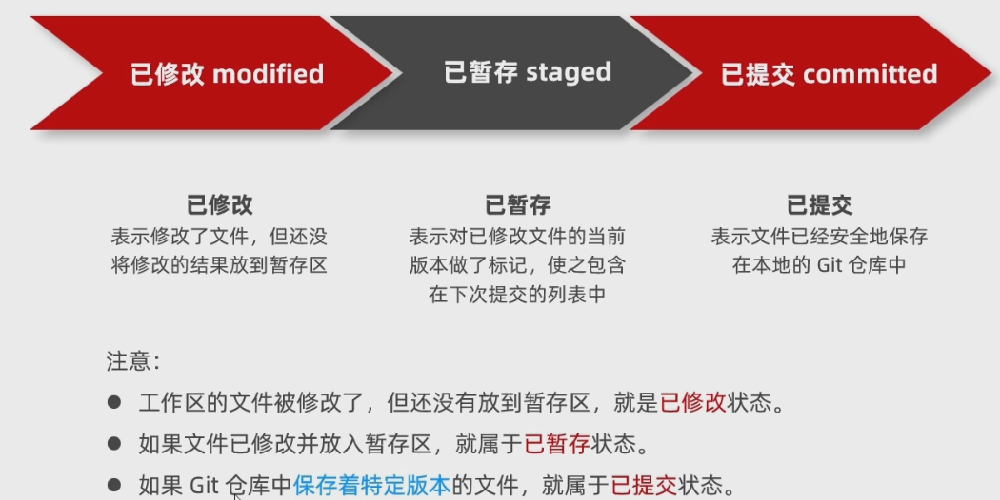 已修改 modified
已暂存 staged
已提交 committed
已修改
表示修改了文件，但还没
将修改的结果放到暂存区
已暂存
表示对已修改文件的当前
版本做了标记，使之包含
在下次提交的列表中
已提交
表示文件已经安全地保存
在本地的 Git 仓库中
注意：
● 工作区的文件被修改了，但还没有放到暂存区，就是已修改状态。
● 如果文件已修改并放入暂存区，就属于已暂存状态。
● 如果 Git 仓库中保存着特定版本的文件，就属于已提交状态。